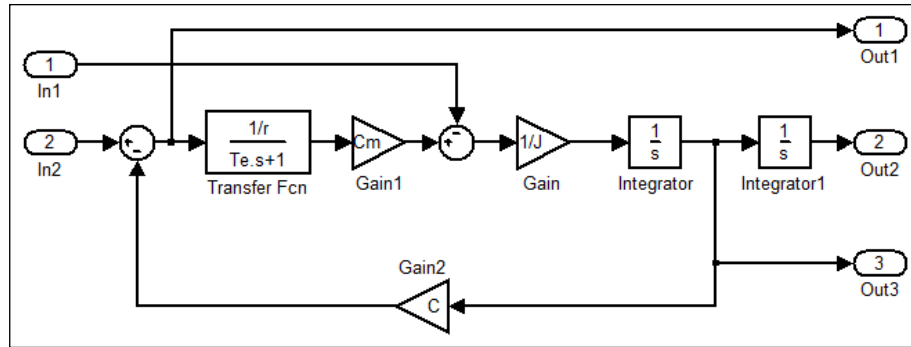 1
Out1
1
In1
2
In2
+
-
1/r
Te.s+1
Transfer Fcn
Cm
Gain1
-
+
1/J
Gain
1
s
Integrator
1
s
Integrator1
2
Out2
3
Out3
Gain2
C